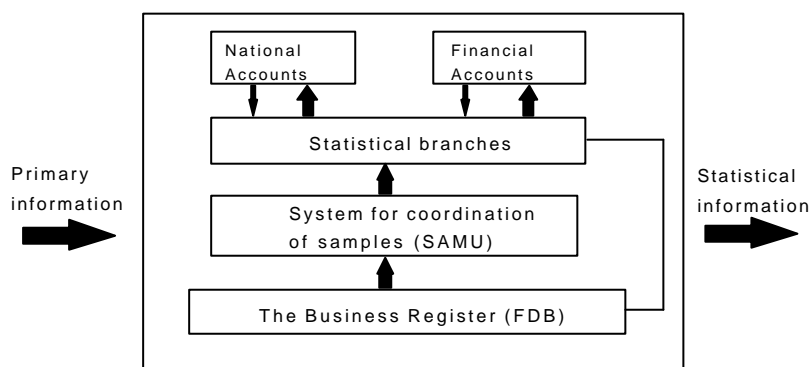 National
Accounts
Financial
Accounts
Statistical branches
Primary
information
System for coordination
of samples (SAMU)
Statistical
information
The Business Register (FDB)